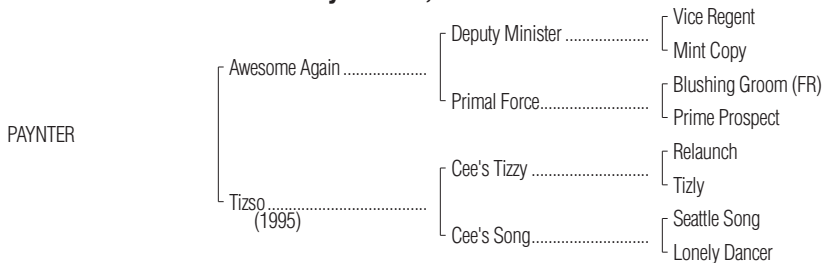 Vice Regent
Deputy Minister ....................
Mint Copy
Awesome Again ....................
Blushing Groom (FR)
Primal Force..........................
Prime Prospect
PAYNTER
Relaunch
Cee's Tizzy ............................
Tizly
Tizso ......................................
(1995)
Seattle Song
Cee's Song............................
Lonely Dancer